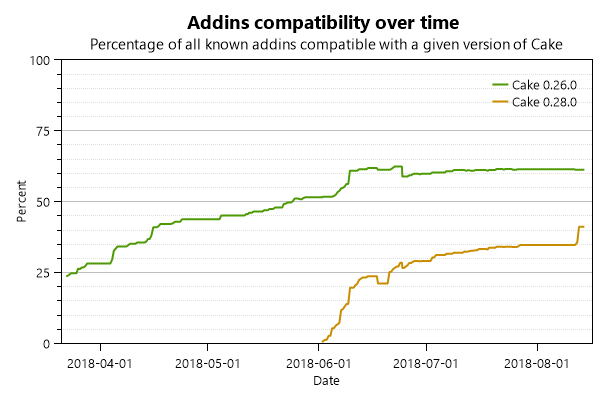 Addins compatibility over time
Percentage of all known addins compatible with a given version of Cake
100
75
50
25
0
Percent
Cake 0.26.0
Cake 0.28.0
2018-04-01
2018-05-01
2018-06-01
2018-07-01
2018-08-01
Date